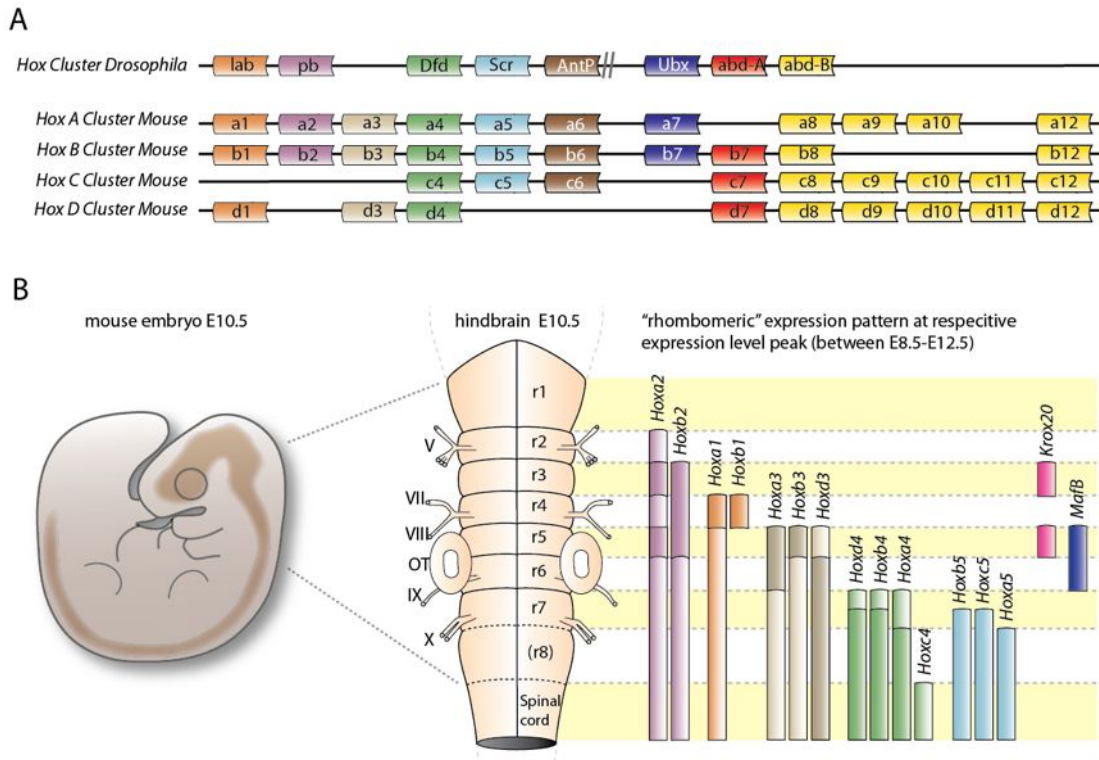 A
Hox Cluster Drosophila lab pb Dfd Scr AntP Ubx abd-A abd-B
Hox A Cluster Mouse a1 a2 a3 a4 a5 a6 a7 a8 a9 a10 a12
Hox B Cluster Mouse b1 b2 b3 b4 b5 b6 b7 b7 b8 b12
Hox C Cluster Mouse c4 c5 c6 c7 c8 c9 c10 c11 c12
Hox D Cluster Mouse d1 d3 d4 d7 d8 d9 d10 d11 d12
B
mouse embryo E10.5
hindbrain E10.5
"rhombomeric" expression pattern at respecitive
expression level peak (between E8.5-E12.5)
r1
V r2
r3
VII r4
VIII r5
OT r6
IX r7
X (r8)
Spinal
cord
Hoxa2
Hoxb2
Hoxa1
Hoxb1
Hoxa3
Hoxb3
Hoxd3
Hoxd4
Hoxb4
Hoxa4
Hoxc4
Hoxb5
Hoxc5
Hoxa5
Krox20
MafB